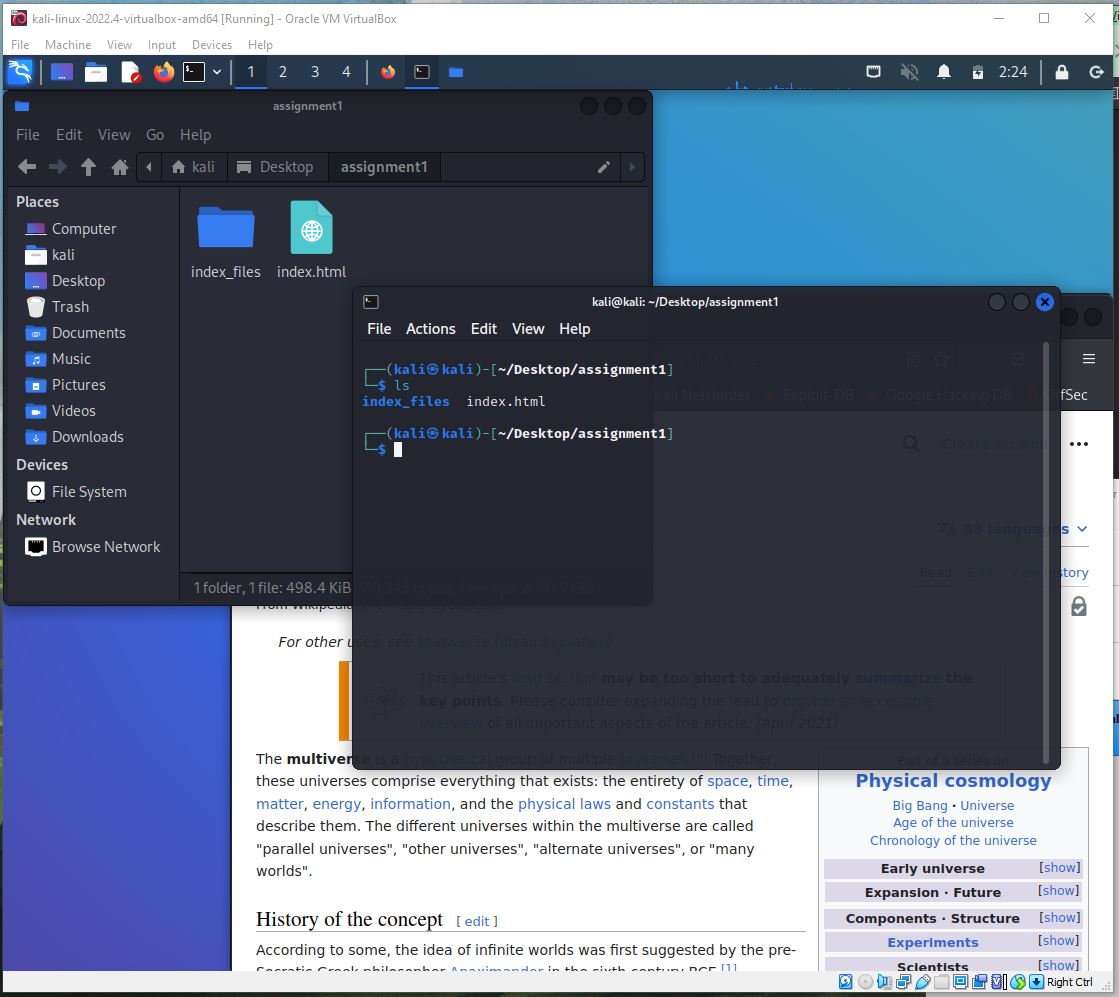 kali-linux-2022.4-virtualbox-amd64 [Running] - Oracle VM VirtualBox
File Machine View Input Devices Help
1 2 3 4 2:24
assignment1
File Edit View Go Help
kali Desktop assignment1
Places
Computer
kali
Desktop
Trash
Documents
Music
Pictures
Videos
Downloads
Devices
File System
Network
Browse Network
index_files index.html
1 folder, 1 file: 498.4 KiB
kali@kali: ~/Desktop/assignment1
File Actions Edit View Help
┌──(kali㉿kali)-[~/Desktop/assignment1]
└─$ ls
index_files index.html
┌──(kali㉿kali)-[~/Desktop/assignment1]
└─$
Kali NetHunter Exploit-DB Google Hacking DB OffSec
Create account
59 languages
Read Edit View history
From Wikipedia
For other uses, see Multiverse (disambiguation).
This article's lead section may be too short to adequately summarize the
key points. Please consider expanding the lead to provide an accessible
overview of all important aspects of the article. (April 2021)
The multiverse is a hypothetical group of multiple universes. Together,
these universes comprise everything that exists: the entirety of space, time,
matter, energy, information, and the physical laws and constants that
describe them. The different universes within the multiverse are called
"parallel universes", "other universes", "alternate universes", or "many
worlds".
History of the concept [ edit ]
According to some, the idea of infinite worlds was first suggested by the pre-
Socratic Greek philosopher Anaximander in the sixth century BCE.[1]
Part of a series on
Physical cosmology
Big Bang · Universe
Age of the universe
Chronology of the universe
Early universe [show]
Expansion · Future [show]
Components · Structure [show]
Experiments [show]
Scientists [show]
Right Ctrl